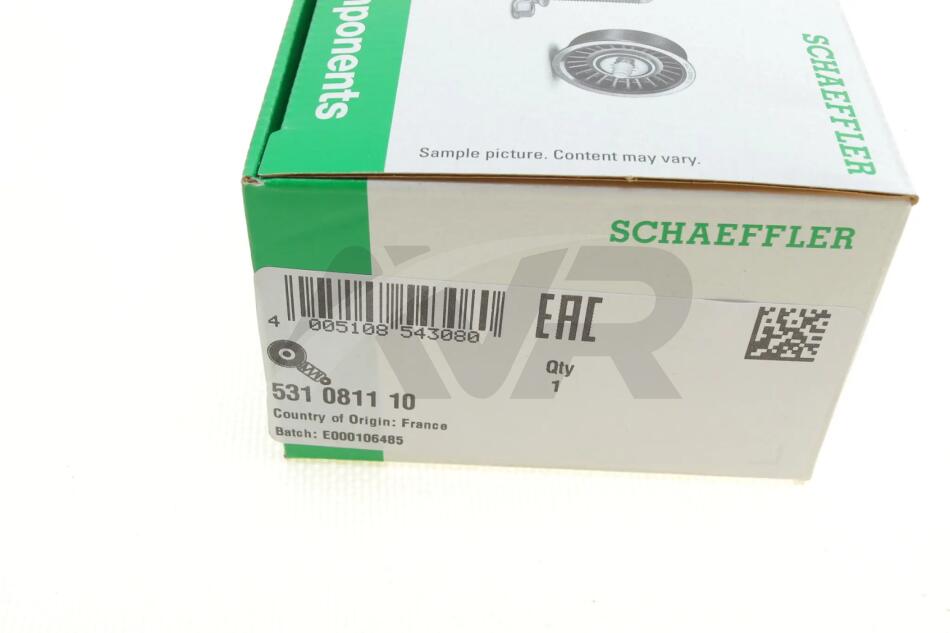 mponents
SCHAEFFLER
Sample picture. Content may vary.
SCHAEFFLER
4 005108 543080
EAC
Qty
1
531 0811 10
Country of Origin: France
Batch: E000106485
AVR